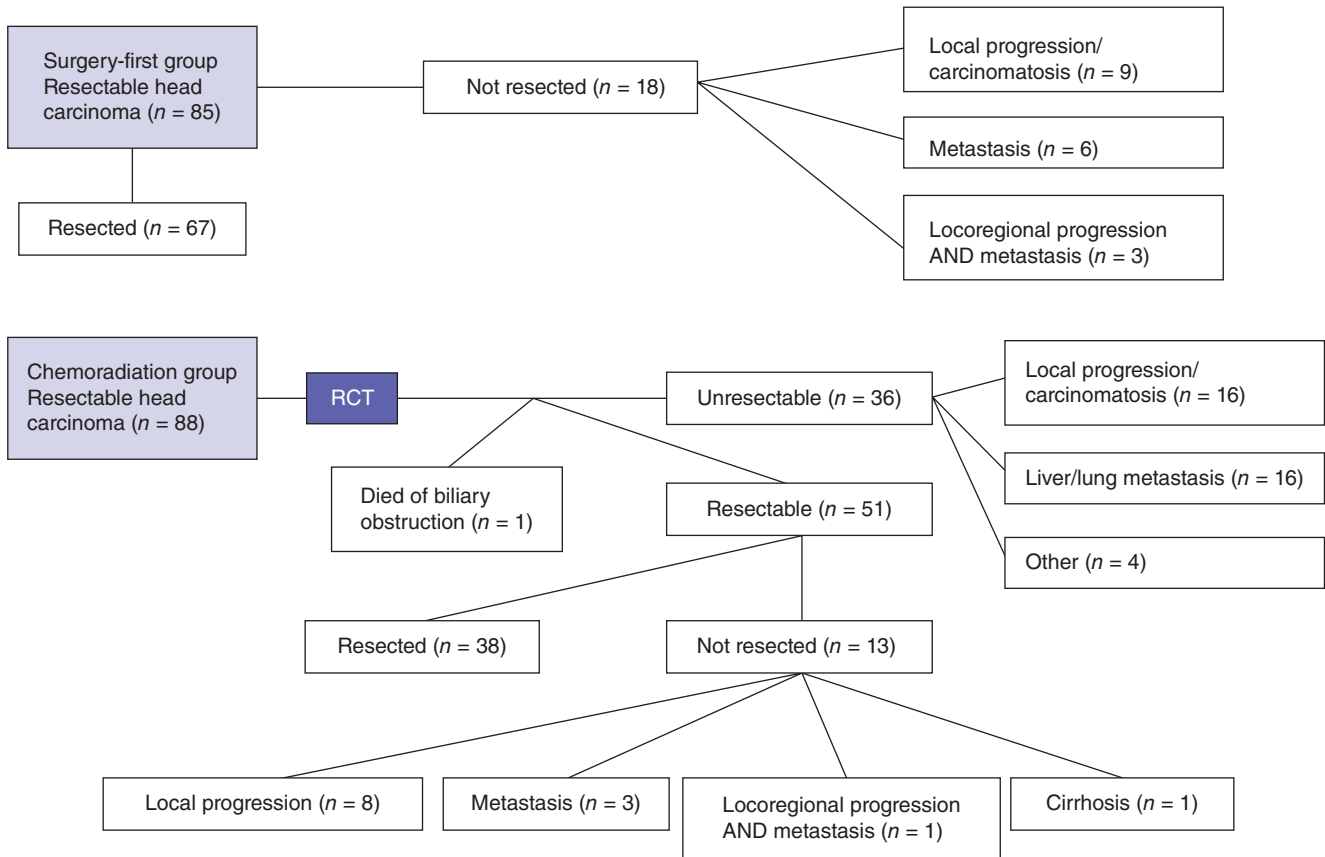 Surgery-first group
Resectable head
carcinoma (n = 85)
Not resected (n = 18)
Local progression/
carcinomatosis (n = 9)
Metastasis (n = 6)
Locoregional progression
AND metastasis (n = 3)
Resected (n = 67)
Chemoradiation group
Resectable head
carcinoma (n = 88)
RCT
Unresectable (n = 36)
Local progression/
carcinomatosis (n = 16)
Liver/lung metastasis (n = 16)
Other (n = 4)
Died of biliary
obstruction (n = 1)
Resectable (n = 51)
Resected (n = 38)
Not resected (n = 13)
Local progression (n = 8)
Metastasis (n = 3)
Locoregional progression
AND metastasis (n = 1)
Cirrhosis (n = 1)